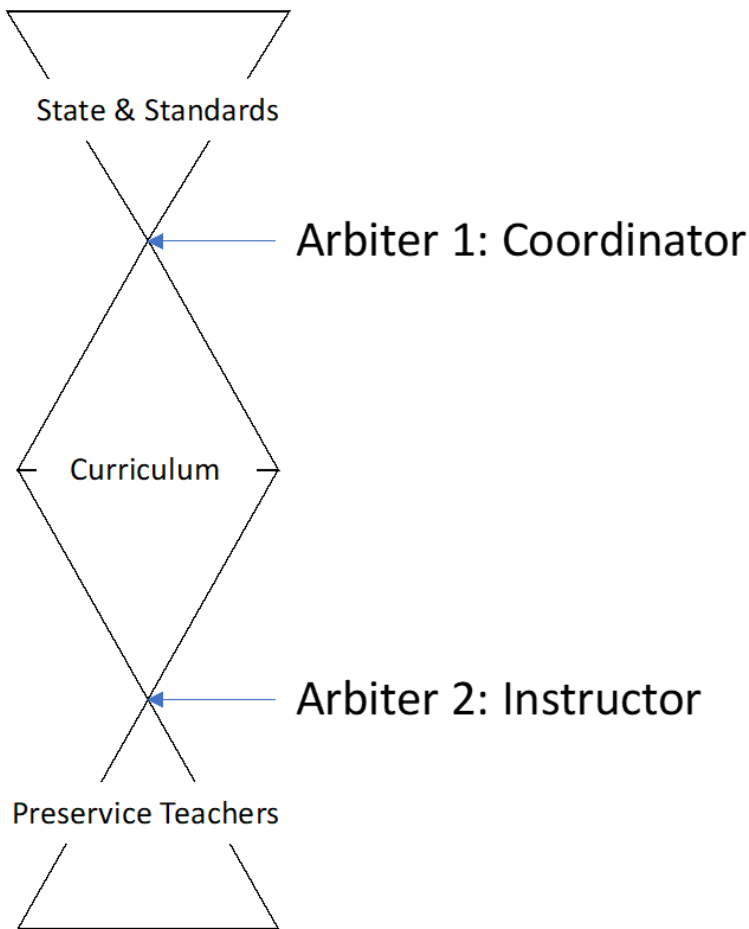 State & Standards
Arbiter 1: Coordinator
Curriculum
Arbiter 2: Instructor
Preservice Teachers